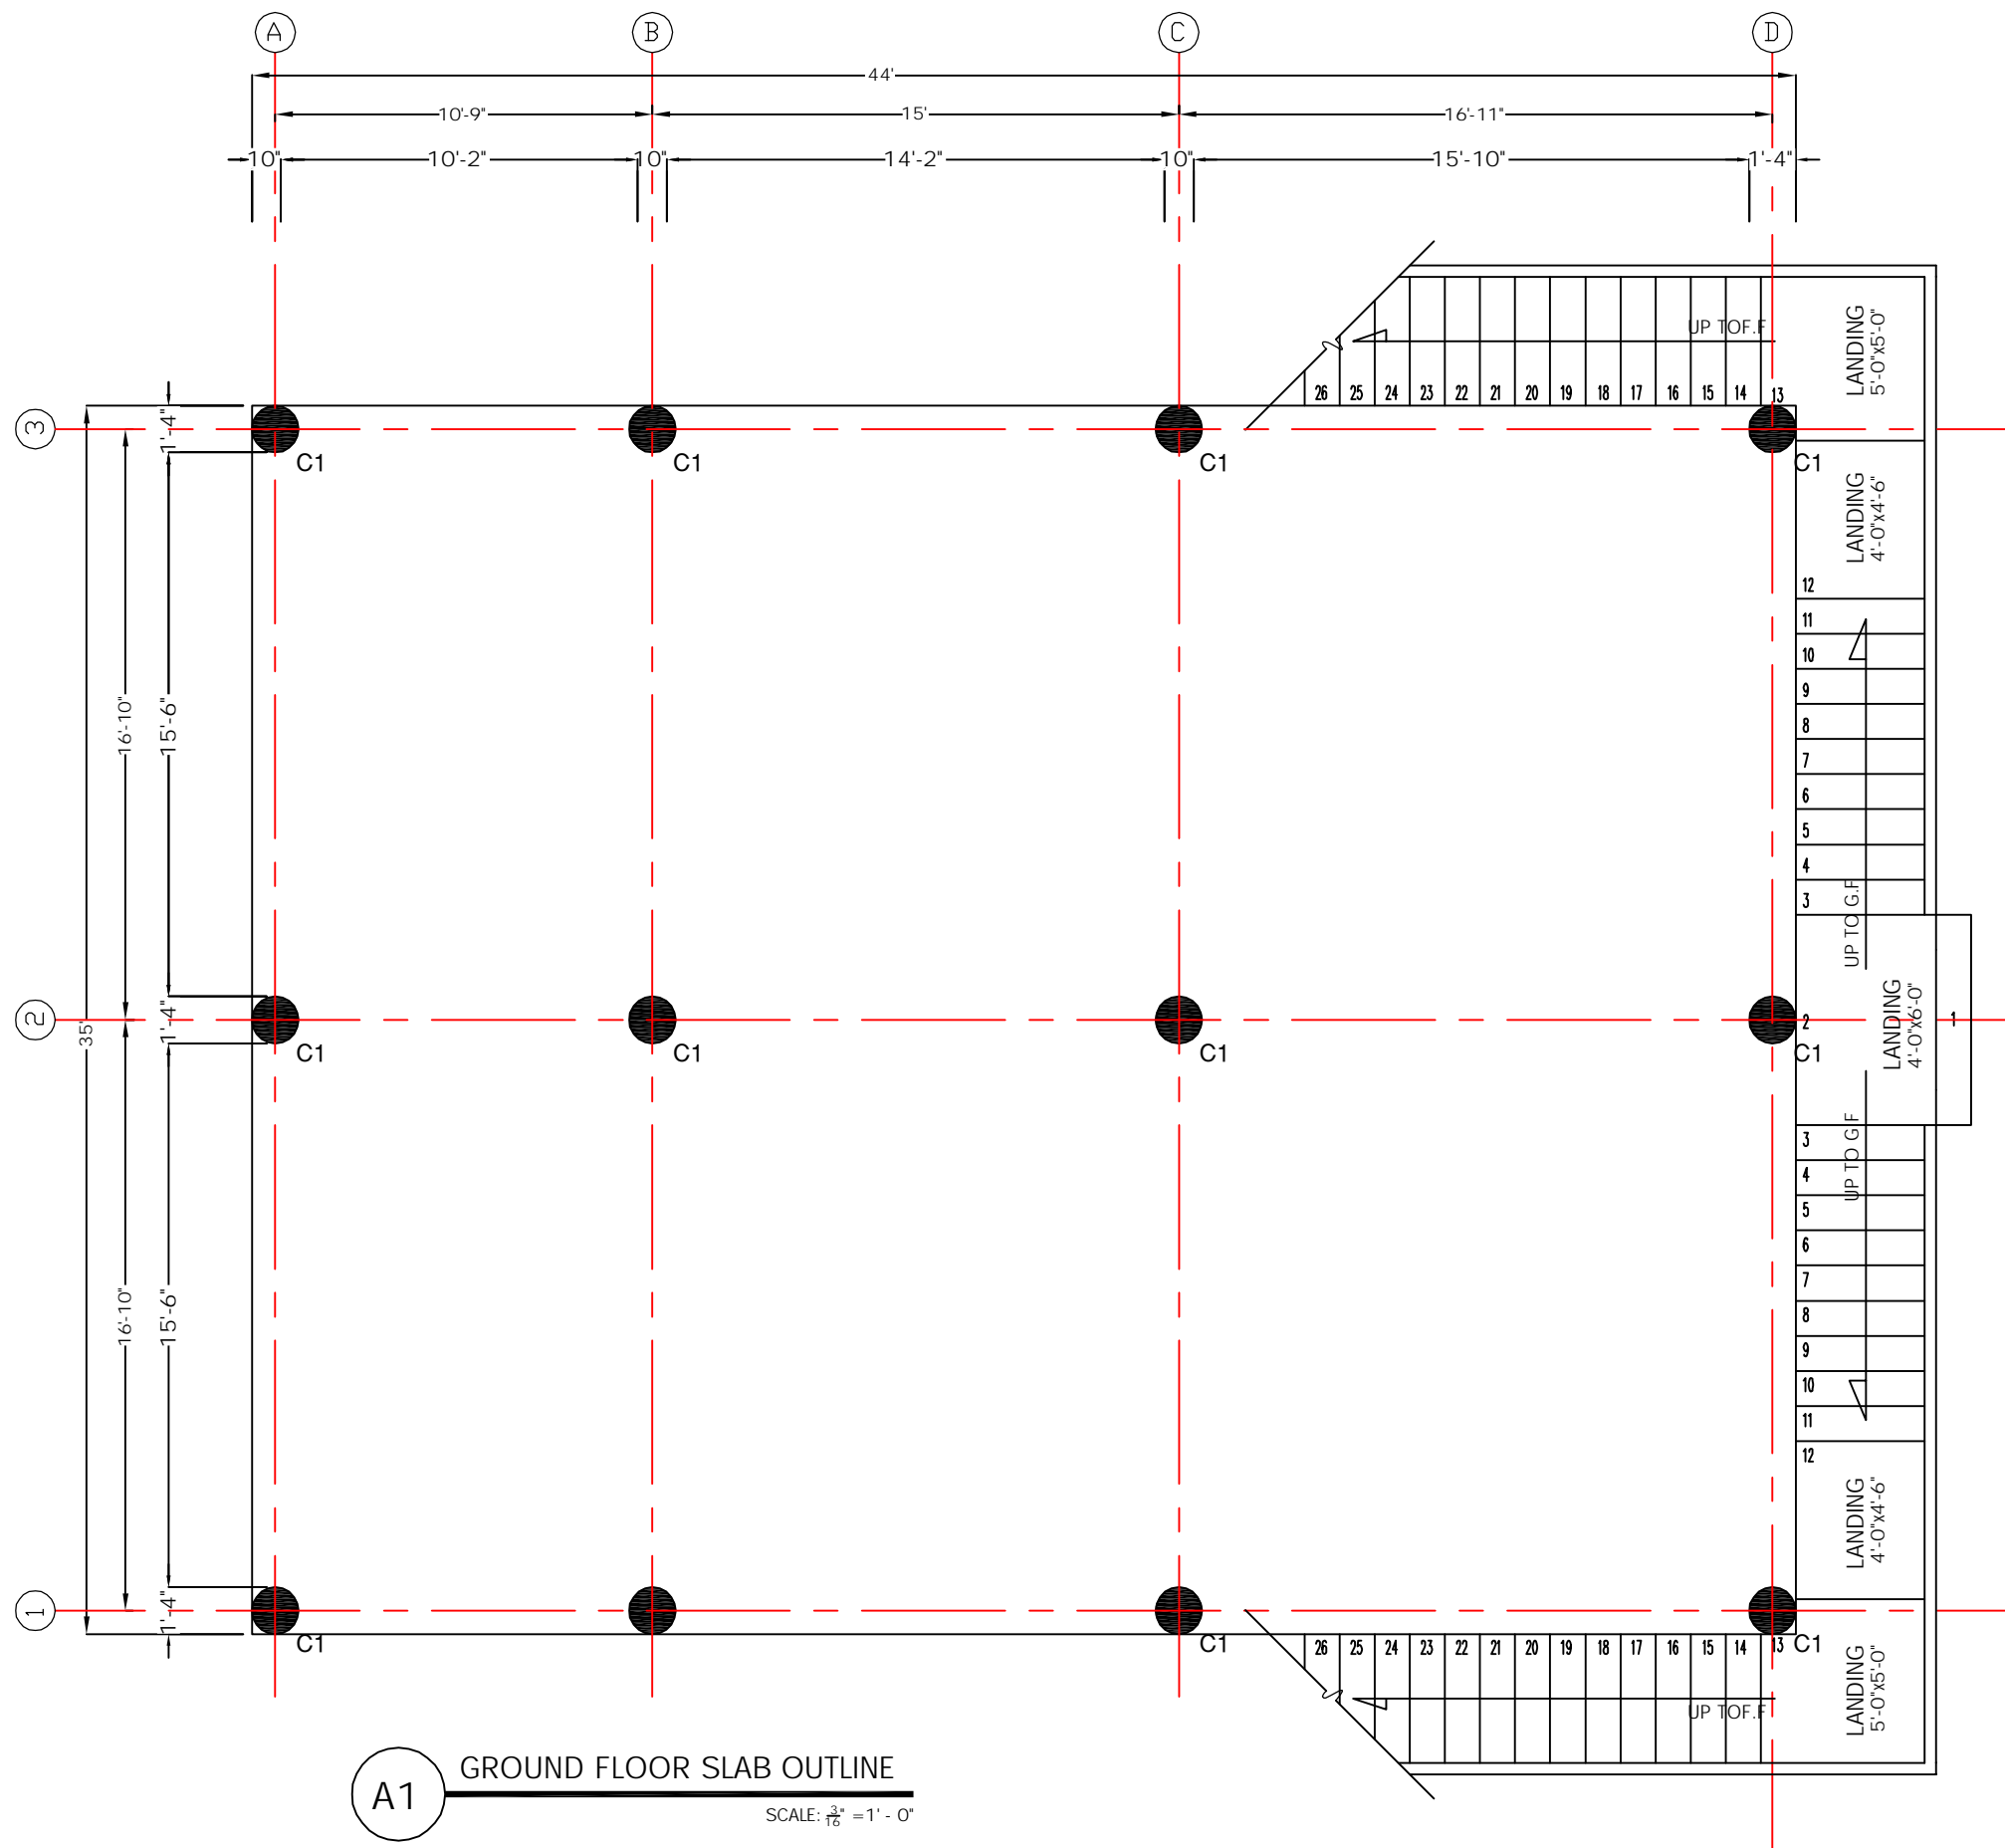 A B C D
44'
10'-9" 15' 16'-11"
10" 10'-2" 10" 14'-2" 10" 15'-10" 1'-4"
UP TOF.F
LANDING
5'-0"x5'-0"
26 25 24 23 22 21 20 19 18 17 16 15 14 13
3
1'-4"
C1 C1 C1 C1
LANDING
4'-0"x4'-6"
12
11
10
9
8
7
6
5
4
3
16'-10"
15'-6"
UP TO G.F
2
35'
1'-4"
C1 C1 C1 C1
2
LANDING
4'-0"x6'-0"
1
UP TO G.F
3
4
5
6
7
8
9
10
11
12
16'-10"
15'-6"
LANDING
4'-0"x4'-6"
1
1'-4"
C1 C1 C1
26 25 24 23 22 21 20 19 18 17 16 15 14 13
UP TOF.F
LANDING
5'-0"x5'-0"
A1
GROUND FLOOR SLAB OUTLINE
SCALE: 3/16" =1' - 0"